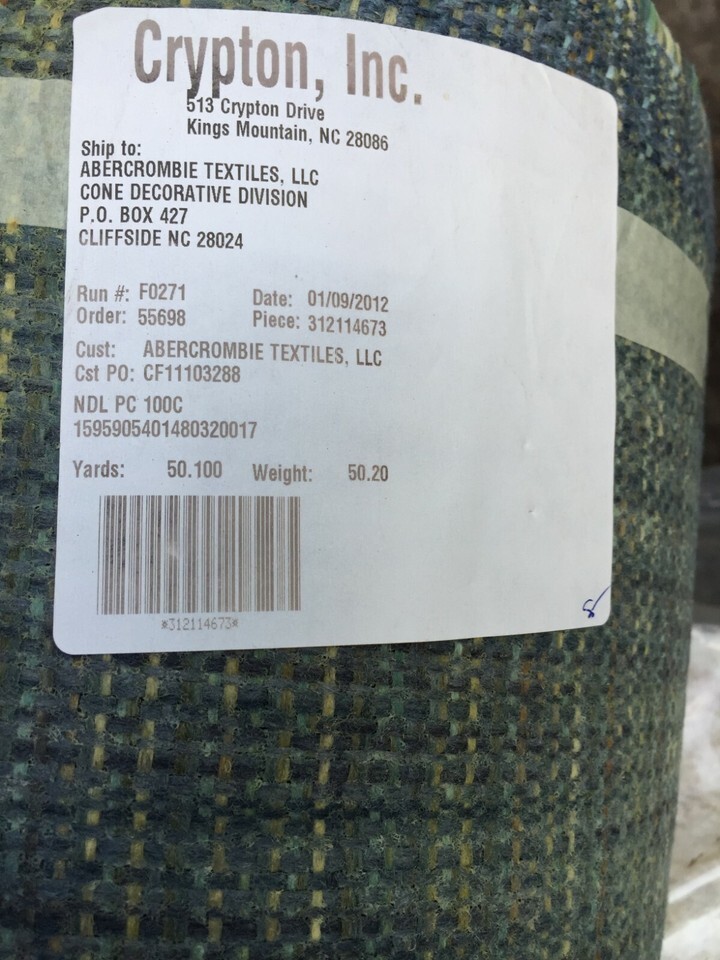 Crypton, Inc.
513 Crypton Drive
Kings Mountain, NC 28086
Ship to:
ABERCROMBIE TEXTILES, LLC
CONE DECORATIVE DIVISION
P.O. BOX 427
CLIFFSIDE NC 28024
Run #: F0271 Date: 01/09/2012
Order: 55698 Piece: 312114673
Cust: ABERCROMBIE TEXTILES, LLC
Cst PO: CF11103288
NDL PC 100C
1595905401480320017
Yards: 50.100 Weight: 50.20
*312114673*
8